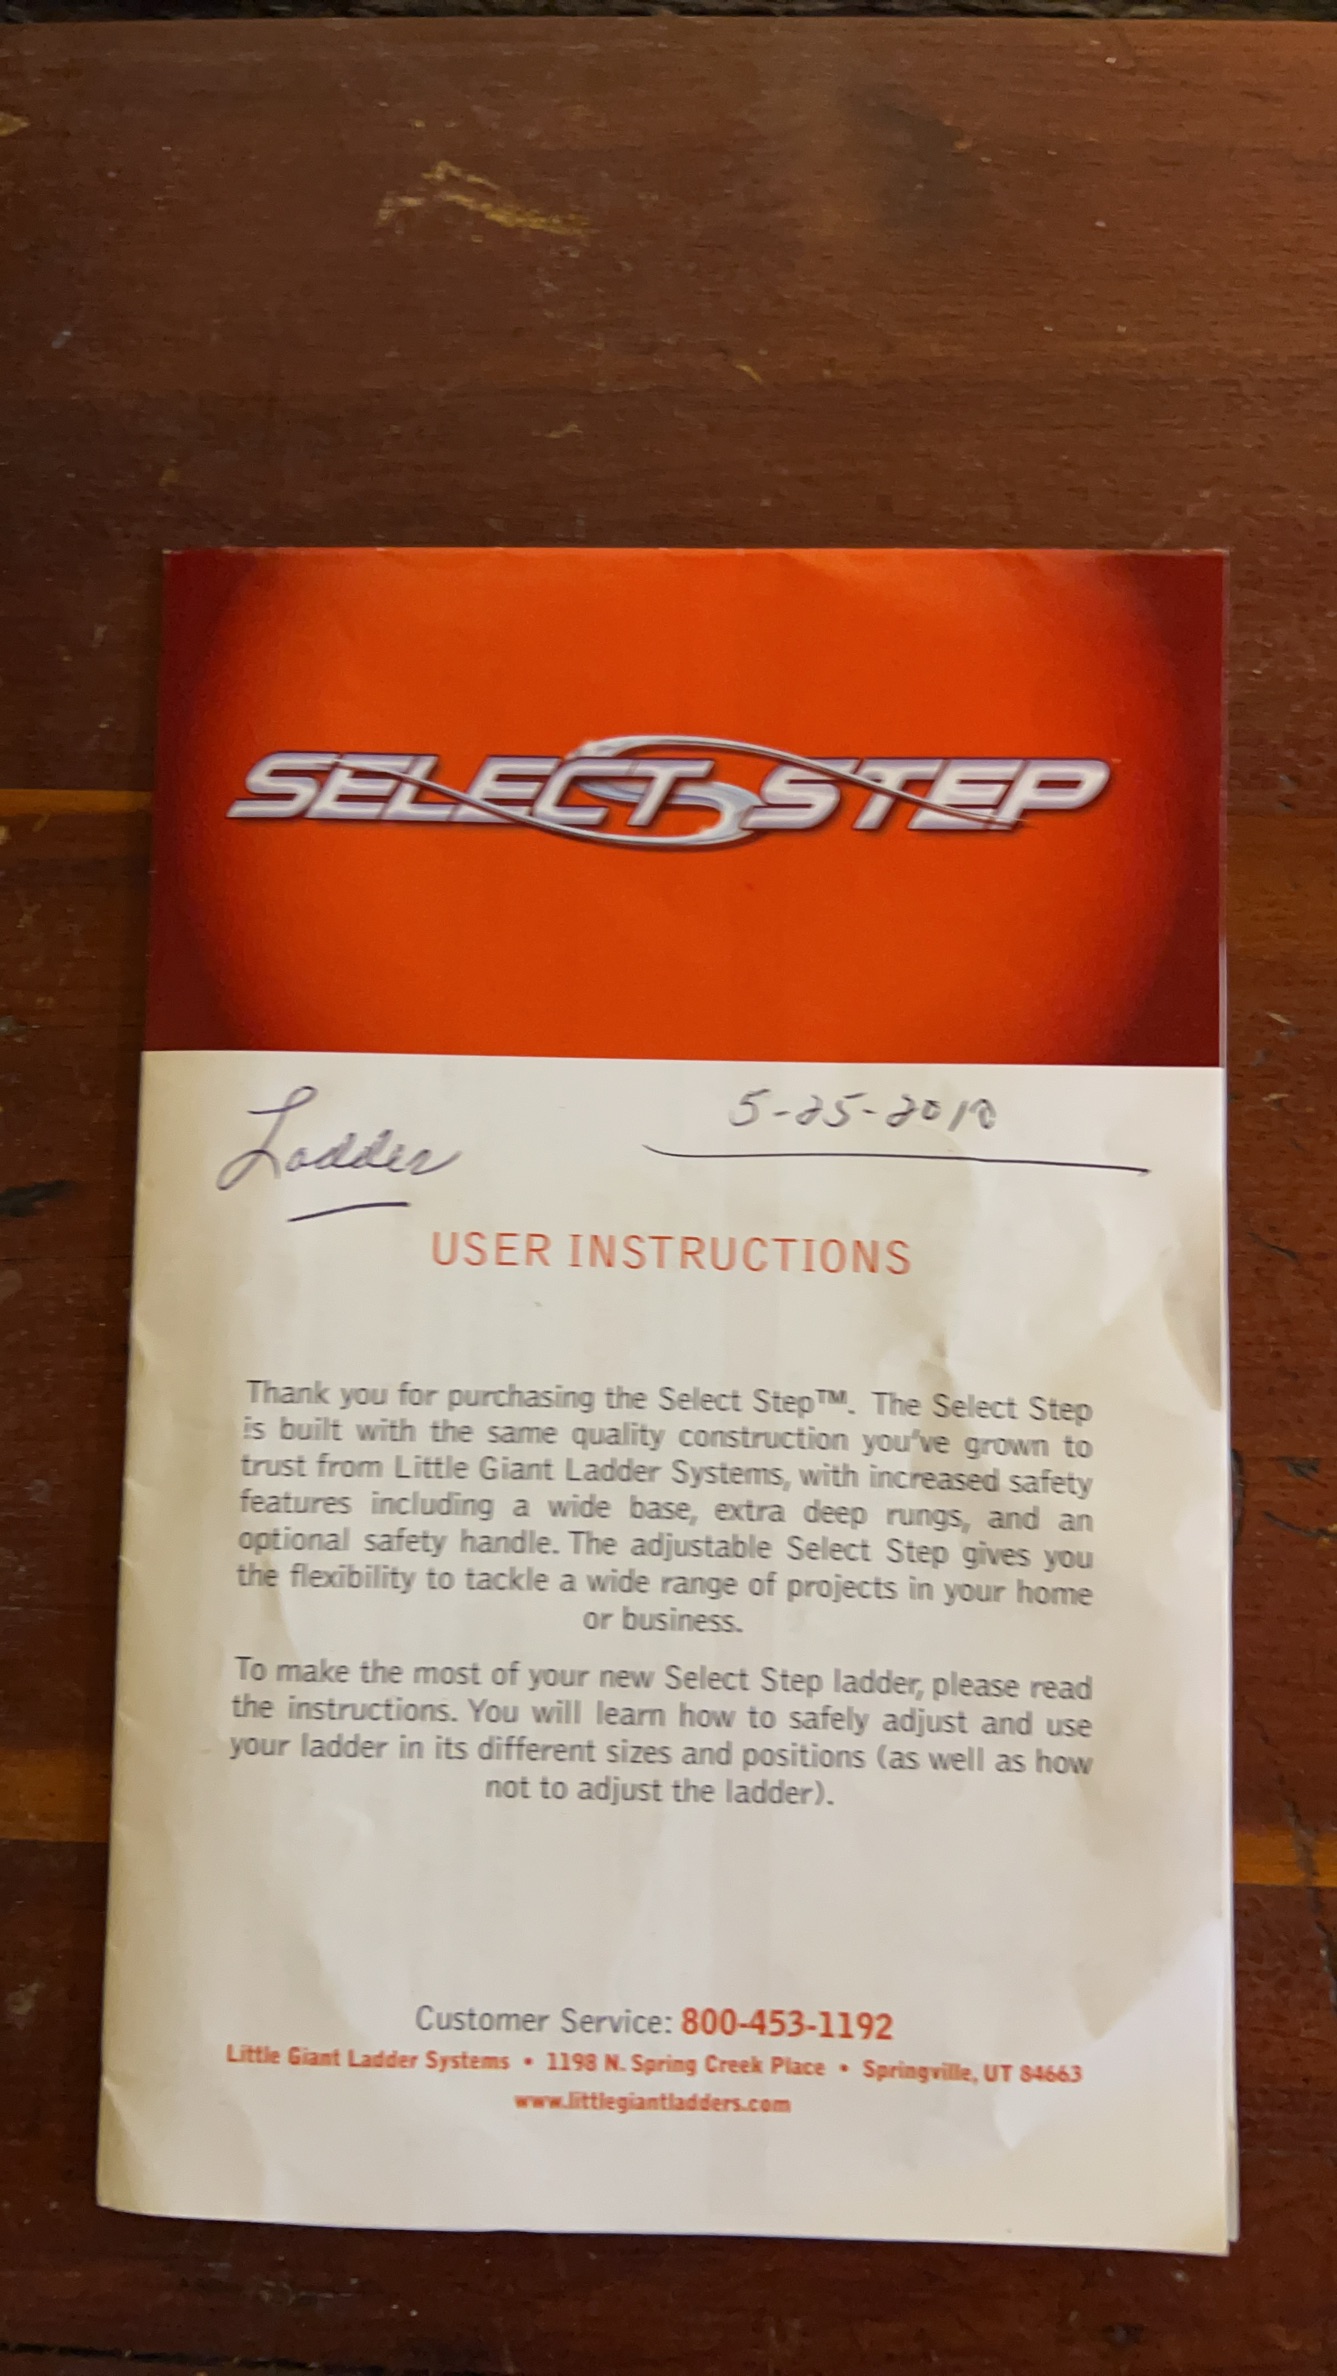 SELECT STEP
Ladder
5-25-2010
USER INSTRUCTIONS
Thank you for purchasing the Select Step™. The Select Step
is built with the same quality construction you've grown to
trust from Little Giant Ladder Systems, with increased safety
features including a wide base, extra deep rungs, and an
optional safety handle. The adjustable Select Step gives you
the flexibility to tackle a wide range of projects in your home
or business.
To make the most of your new Select Step ladder, please read
the instructions. You will learn how to safely adjust and use
your ladder in its different sizes and positions (as well as how
not to adjust the ladder).
Customer Service: 800-453-1192
Little Giant Ladder Systems • 1198 N. Spring Creek Place • Springville, UT 84663
www.littlegiantladders.com